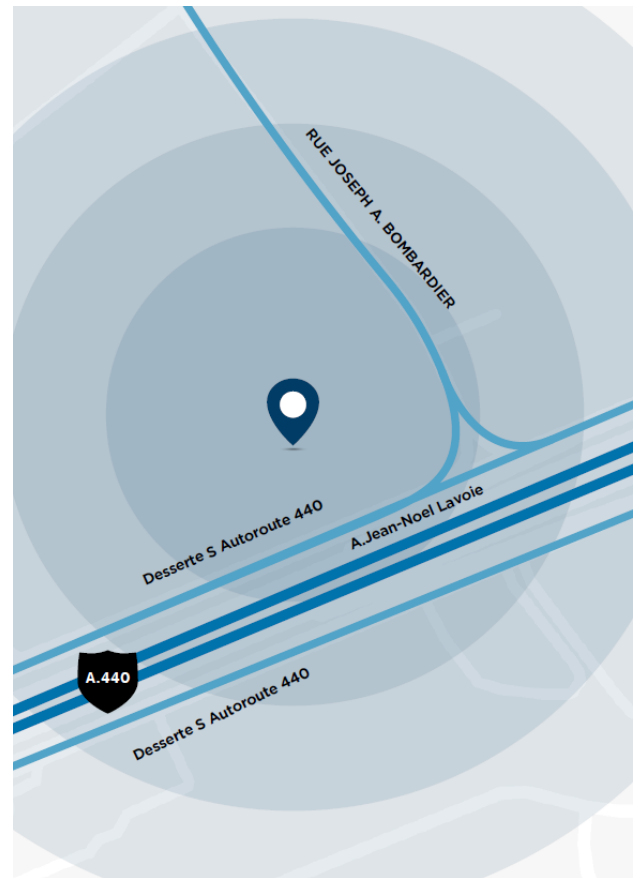 RUE JOSEPH A. BOMBARDIER
Desserte S Autoroute 440
A.Jean-Noel Lavoie
A.440
Desserte S Autoroute 440